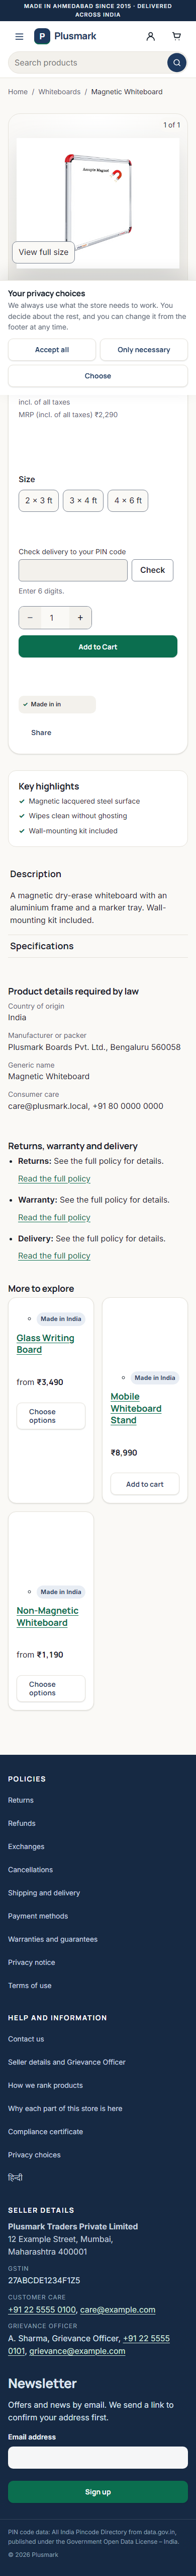 MADE IN AHMEDABAD SINCE 2015 · DELIVERED
ACROSS INDIA
P Plusmark
Search products
Home / Whiteboards / Magnetic Whiteboard
1 of 1
View full size
Your privacy choices
We always use what the store needs to work. You
decide about the rest, and you can change it from the
footer at any time.
Accept all
Only necessary
Choose
incl. of all taxes
MRP (incl. of all taxes) ₹2,290
Size
2 × 3 ft
3 × 4 ft
4 × 6 ft
Check delivery to your PIN code
Check
Enter 6 digits.
− 1 +
Add to Cart
✓ Made in in
Share
Key highlights
✓ Magnetic lacquered steel surface
✓ Wipes clean without ghosting
✓ Wall-mounting kit included
Description
A magnetic dry-erase whiteboard with an
aluminium frame and a marker tray. Wall-
mounting kit included.
Specifications
Product details required by law
Country of origin
India
Manufacturer or packer
Plusmark Boards Pvt. Ltd., Bengaluru 560058
Generic name
Magnetic Whiteboard
Consumer care
care@plusmark.local, +91 80 0000 0000
Returns, warranty and delivery
• Returns: See the full policy for details.
Read the full policy
• Warranty: See the full policy for details.
Read the full policy
• Delivery: See the full policy for details.
Read the full policy
More to explore
Made in India
Glass Writing
Board
from ₹3,490
Choose
options
Made in India
Mobile
Whiteboard
Stand
₹8,990
Add to cart
Made in India
Non-Magnetic
Whiteboard
from ₹1,190
Choose
options
POLICIES
Returns
Refunds
Exchanges
Cancellations
Shipping and delivery
Payment methods
Warranties and guarantees
Privacy notice
Terms of use
HELP AND INFORMATION
Contact us
Seller details and Grievance Officer
How we rank products
Why each part of this store is here
Compliance certificate
Privacy choices
हिन्दी
SELLER DETAILS
Plusmark Traders Private Limited
12 Example Street, Mumbai,
Maharashtra 400001
GSTIN
27ABCDE1234F1Z5
CUSTOMER CARE
+91 22 5555 0100, care@example.com
GRIEVANCE OFFICER
A. Sharma, Grievance Officer, +91 22 5555
0101, grievance@example.com
Newsletter
Offers and news by email. We send a link to
confirm your address first.
Email address
Sign up
PIN code data: All India Pincode Directory from data.gov.in,
published under the Government Open Data License – India.
© 2026 Plusmark